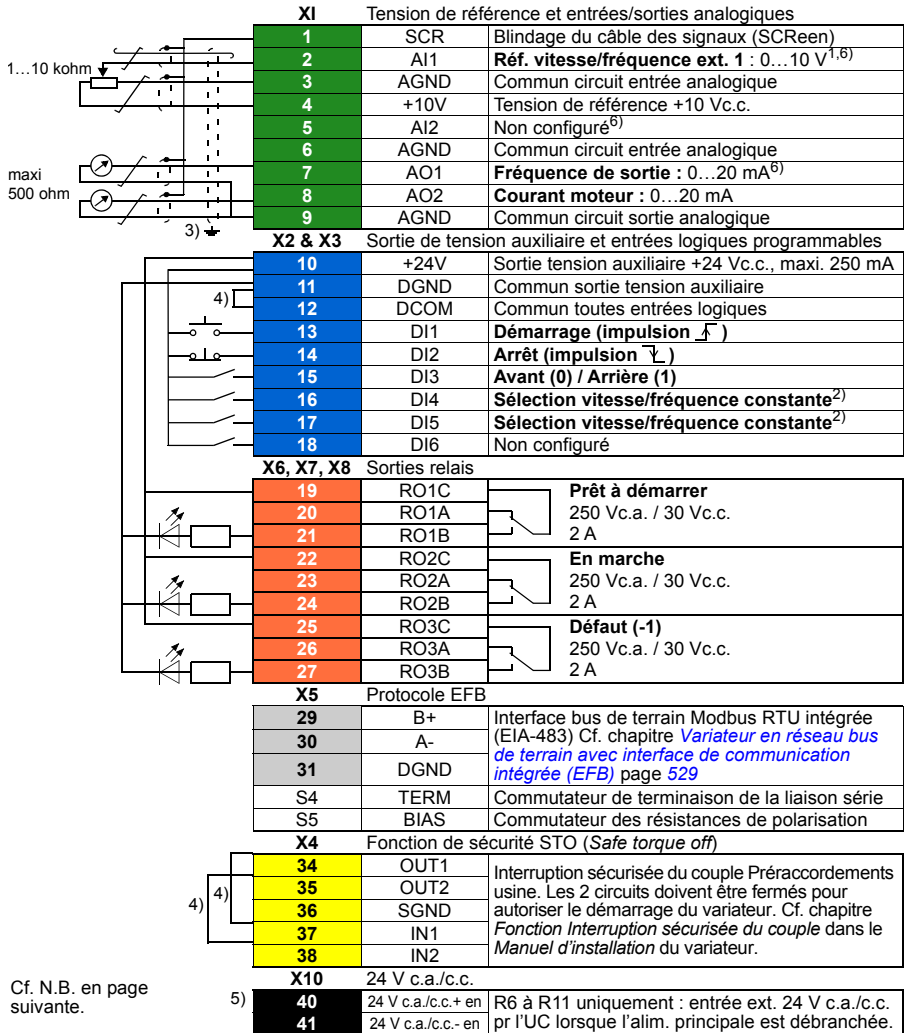 XI Tension de référence et entrées/sorties analogiques
1 SCR Blindage du câble des signaux (SCReen)
2 AI1 Réf. vitesse/fréquence ext. 1 : 0…10 V1,6)
1…10 kohm
3 AGND Commun circuit entrée analogique
4 +10V Tension de référence +10 Vc.c.
5 AI2 Non configuré6)
6 AGND Commun circuit entrée analogique
7 AO1 Fréquence de sortie : 0…20 mA6)
maxi
500 ohm
8 AO2 Courant moteur : 0…20 mA
9 AGND Commun circuit sortie analogique
3)
X2 & X3 Sortie de tension auxiliaire et entrées logiques programmables
10 +24V Sortie tension auxiliaire +24 Vc.c., maxi. 250 mA
11 DGND Commun sortie tension auxiliaire
4)
12 DCOM Commun toutes entrées logiques
13 DI1 Démarrage (impulsion )
14 DI2 Arrêt (impulsion )
15 DI3 Avant (0) / Arrière (1)
16 DI4 Sélection vitesse/fréquence constante2)
17 DI5 Sélection vitesse/fréquence constante2)
18 DI6 Non configuré
X6, X7, X8 Sorties relais
19 RO1C Prêt à démarrer
20 RO1A 250 Vc.a. / 30 Vc.c.
21 RO1B 2 A
22 RO2C En marche
23 RO2A 250 Vc.a. / 30 Vc.c.
24 RO2B 2 A
25 RO3C Défaut (-1)
26 RO3A 250 Vc.a. / 30 Vc.c.
27 RO3B 2 A
X5 Protocole EFB
29 B+ Interface bus de terrain Modbus RTU intégrée
30 A- (EIA-483) Cf. chapitre Variateur en réseau bus
de terrain avec interface de communication
31 DGND intégrée (EFB) page 529
S4 TERM Commutateur de terminaison de la liaison série
S5 BIAS Commutateur des résistances de polarisation
X4 Fonction de sécurité STO (Safe torque off)
34 OUT1 Interruption sécurisée du couple Préraccordements
35 OUT2 usine. Les 2 circuits doivent être fermés pour
4) 4)
36 SGND autoriser le démarrage du variateur. Cf. chapitre
37 IN1 Fonction Interruption sécurisée du couple dans le
38 IN2 Manuel d'installation du variateur.
X10 24 V c.a./c.c.
Cf. N.B. en page
suivante.
5) 40 24 V c.a./c.c.+ en R6 à R11 uniquement : entrée ext. 24 V c.a./c.c.
41 24 V c.a./c.c.- en pr l'UC lorsque l'alim. principale est débranchée.